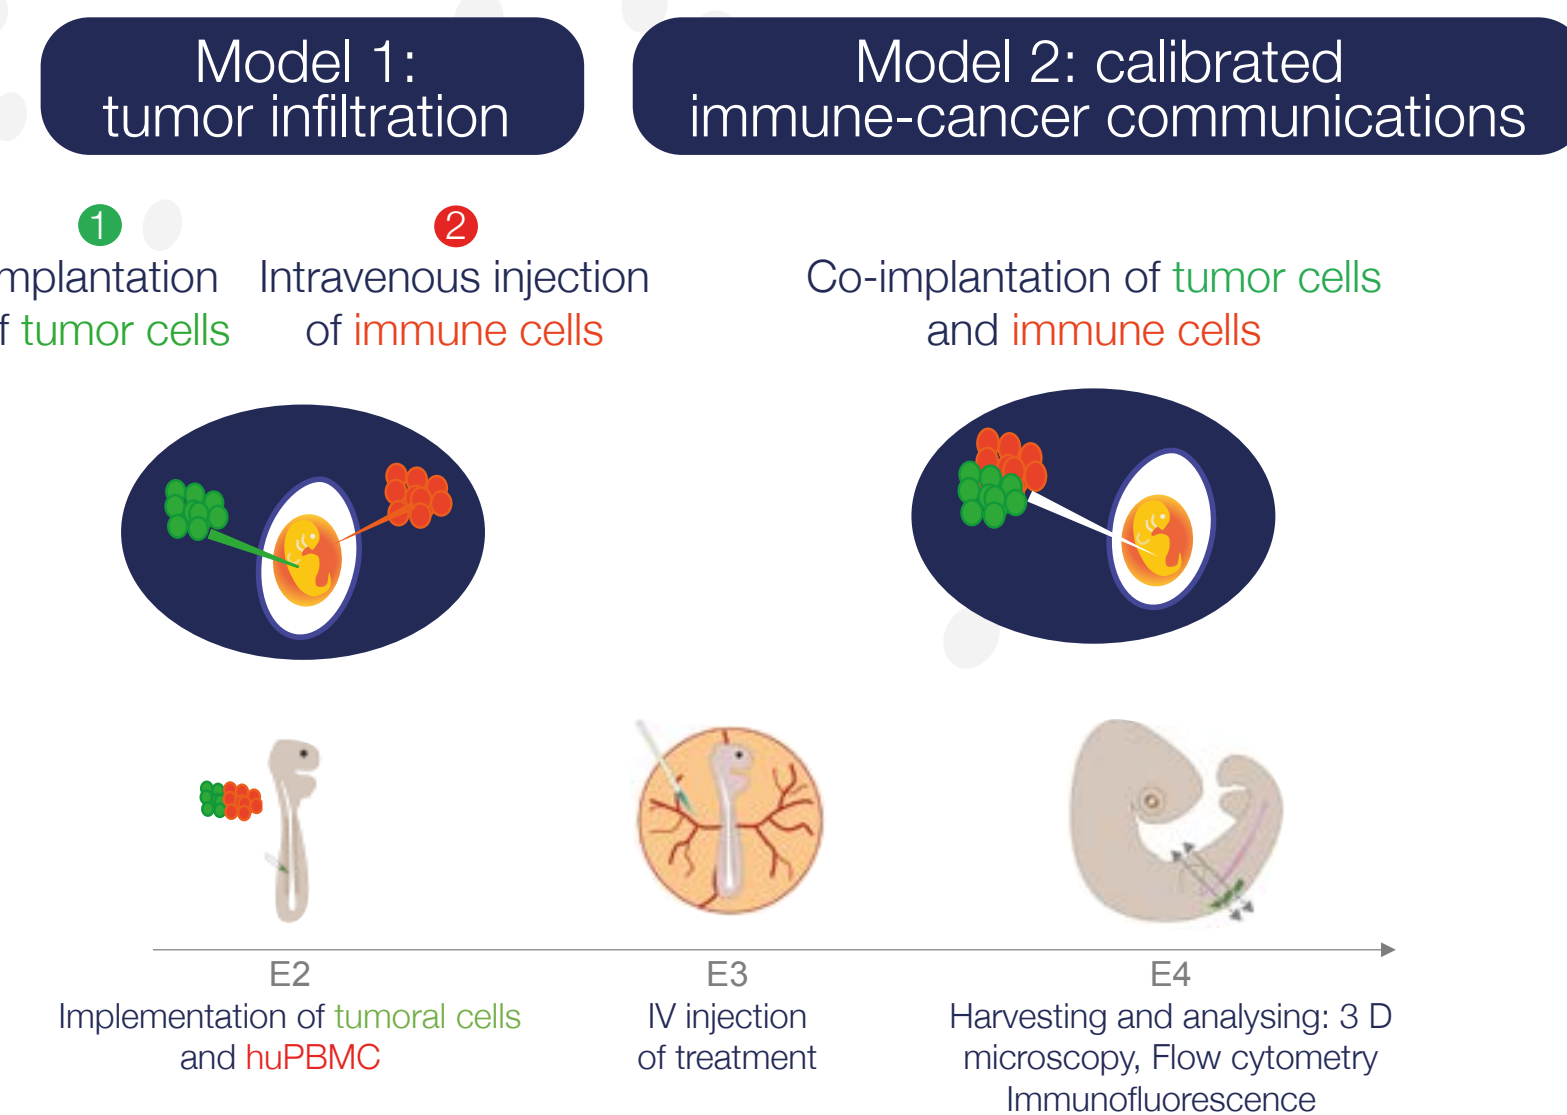 Model 1:
tumor infiltration
Model 2: calibrated
immune-cancer communications
1
mplantation
f tumor cells
2
Intravenous injection
of immune cells
Co-implantation of tumor cells
and immune cells
E2
Implementation of tumoral cells
and huPBMC
E3
IV injection
of treatment
E4
Harvesting and analysing: 3 D
microscopy, Flow cytometry
Immunofluorescence